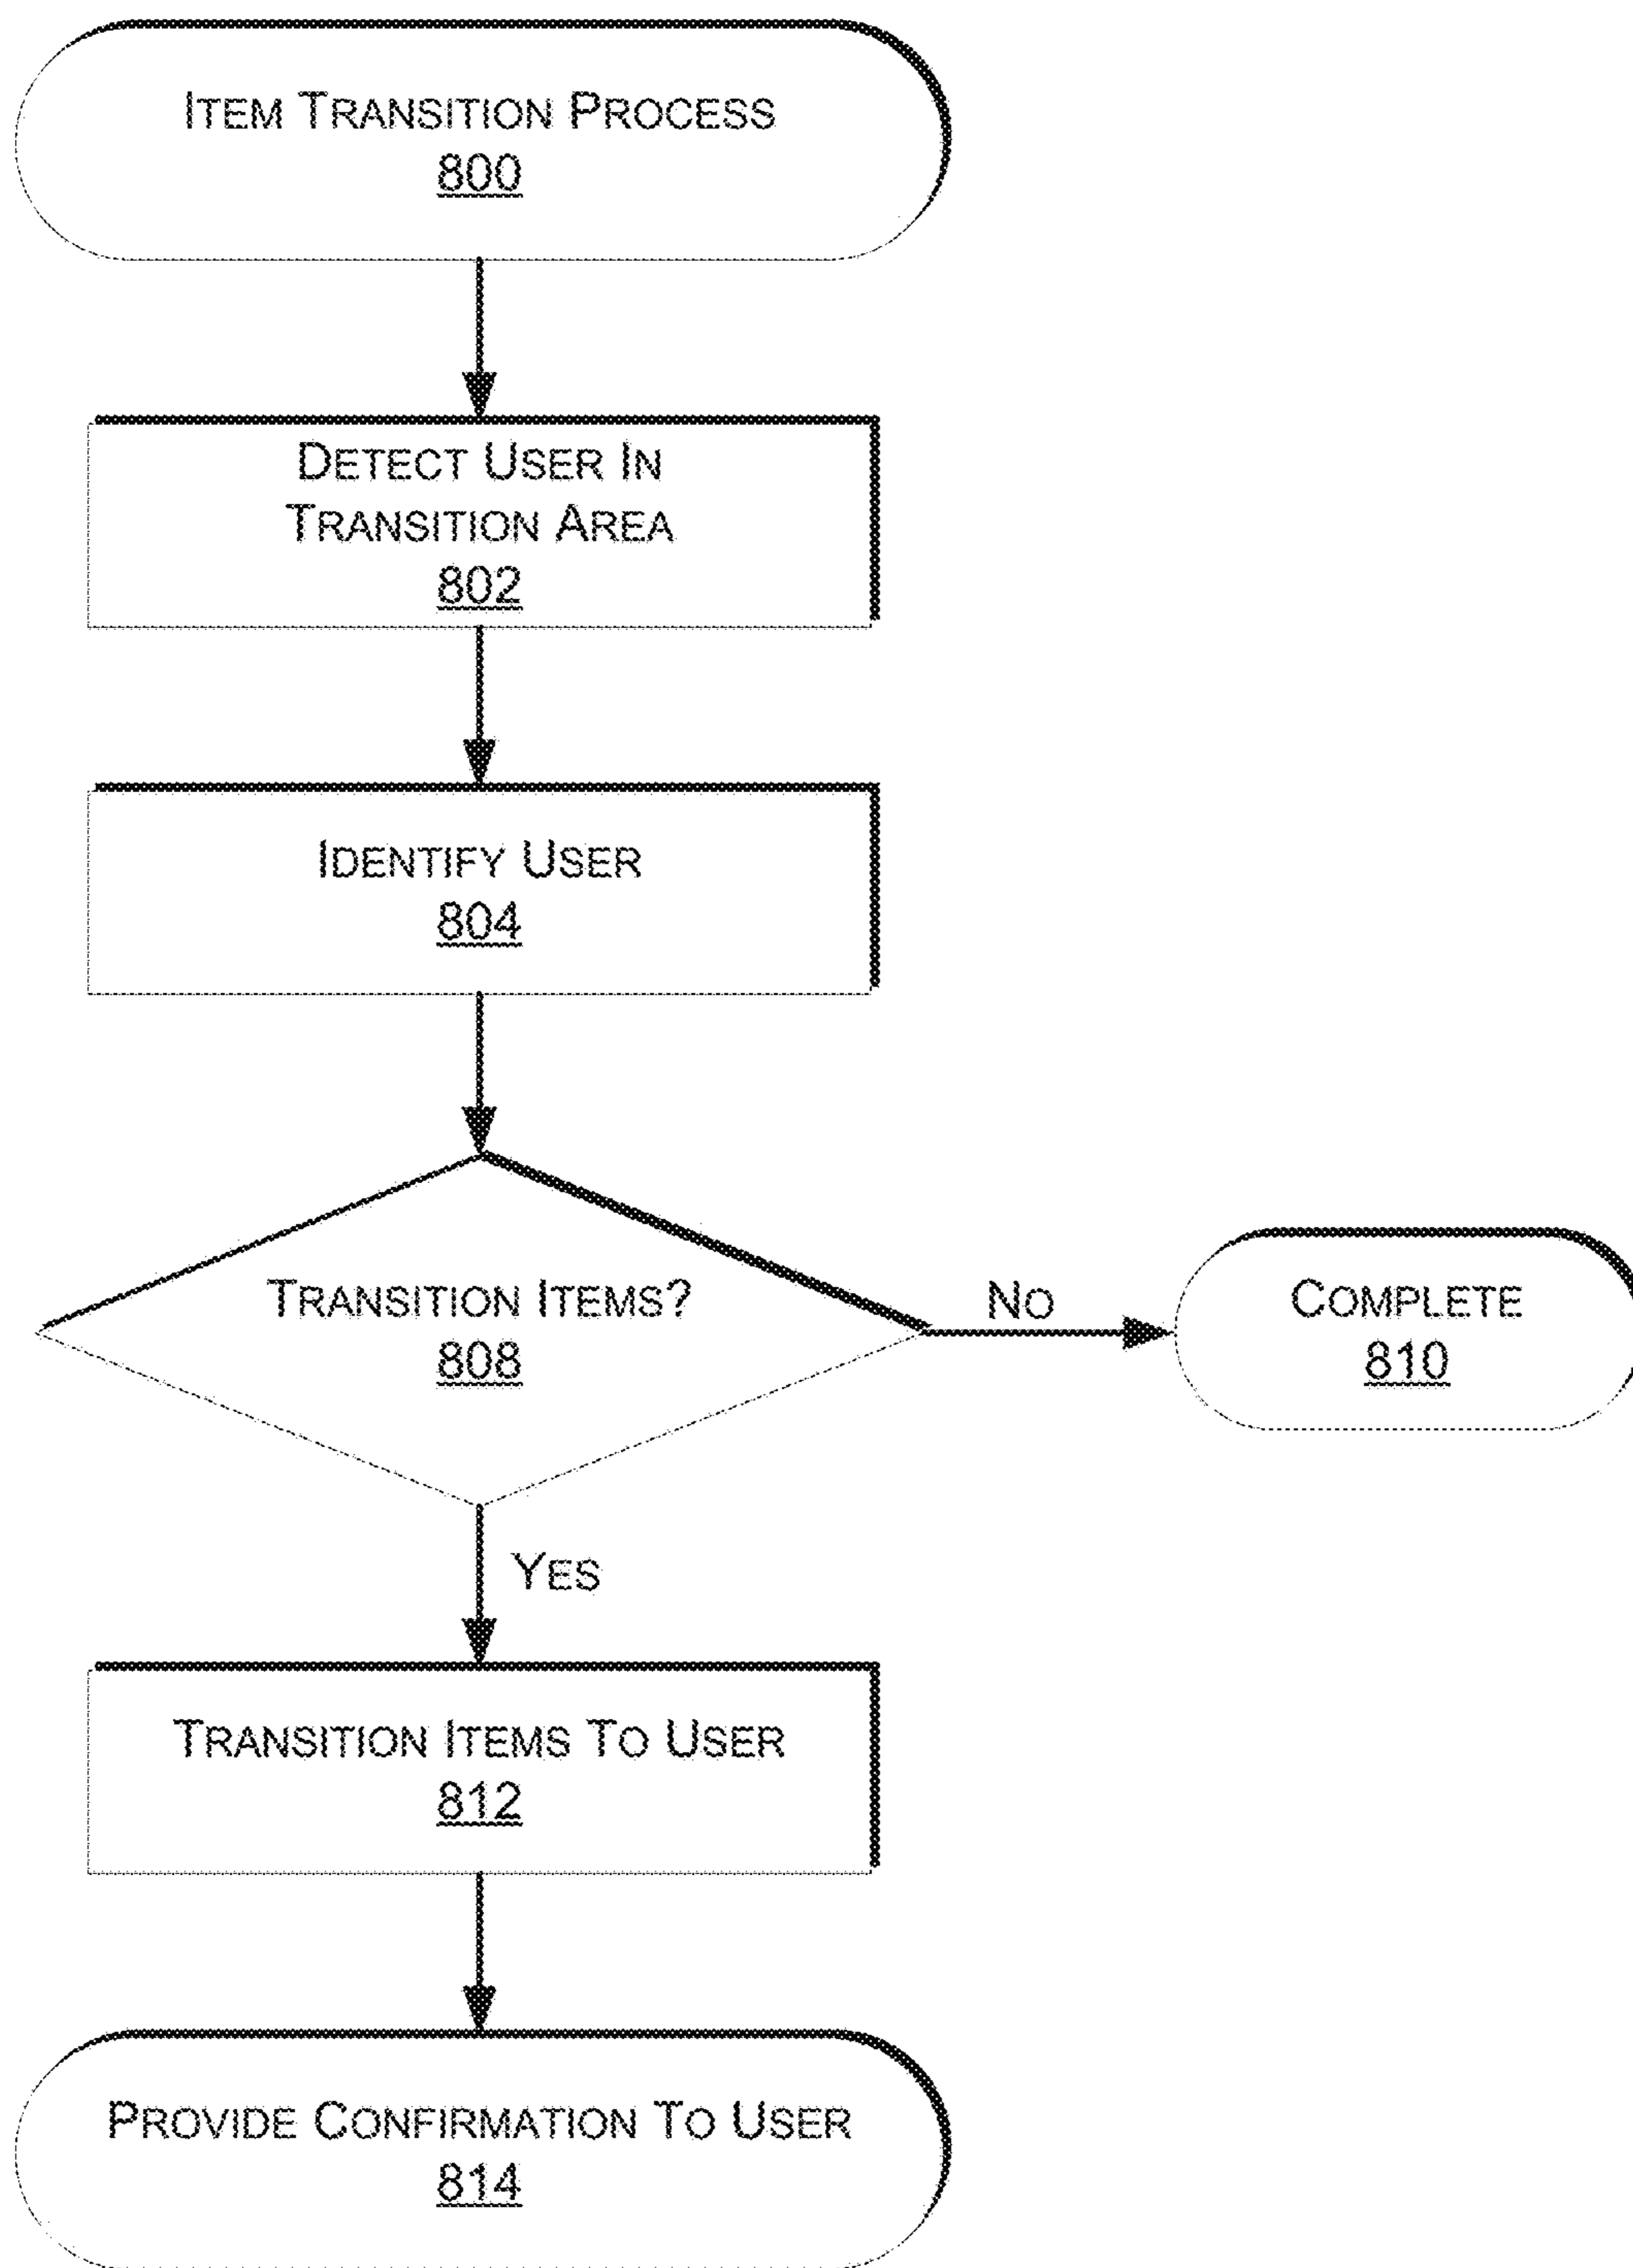 ITEM TRANSITION PROCESS
800
DETECT USER IN
TRANSITION AREA
802
IDENTIFY USER
804
TRANSITION ITEMS?
808
NO
COMPLETE
810
YES
TRANSITION ITEMS TO USER
812
PROVIDE CONFIRMATION TO USER
814